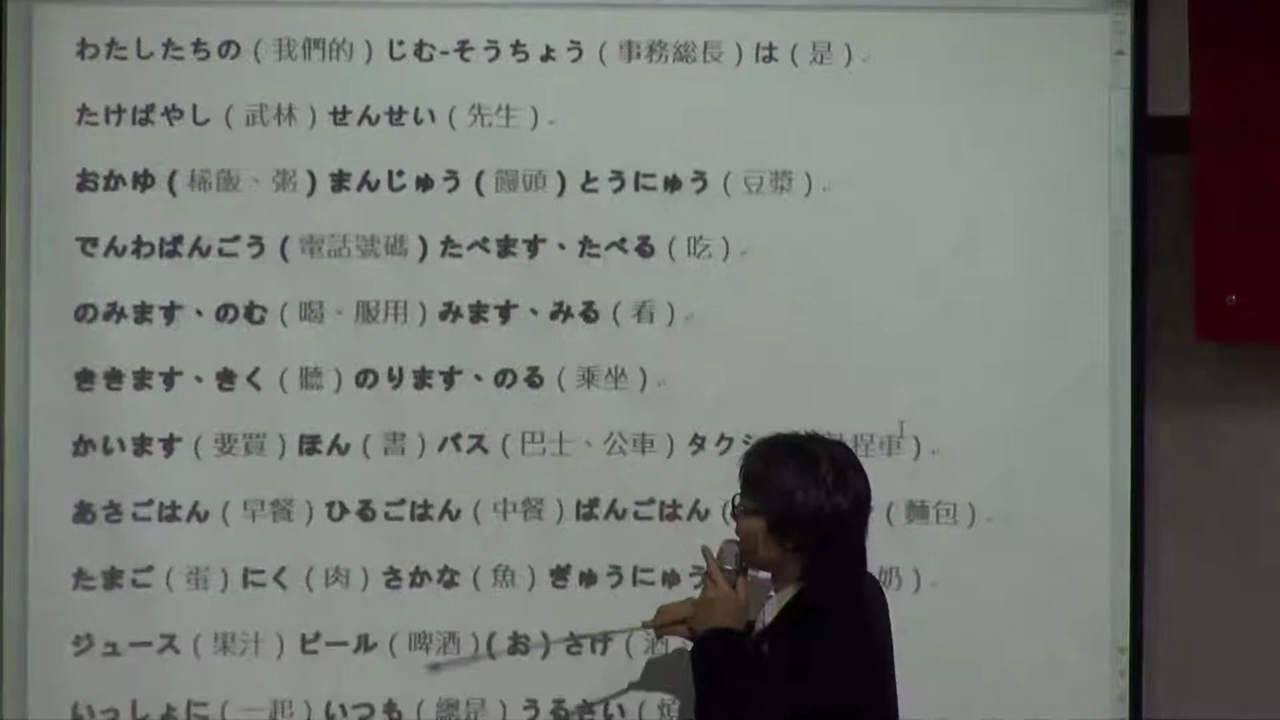 わたしたちの（我們的）じむ-そうちょう（事務総長）は（是）
たけばやし（武林）せんせい（先生）
おかゆ（稀飯、粥）まんじゅう（饅頭）とうにゅう（豆漿）
でんわばんごう（電話號碼）たべます、たべる（吃）
のみます、のむ（喝、服用）みます、みる（看）
ききます、きく（聽）のります、のる（乘坐）
かいます（要買）ほん（書）バス（巴士、公車）タクシ 程車）
あさごはん（早餐）ひるごはん（中餐）ばんごはん（ （麵包）
たまご（蛋）にく（肉）さかな（魚）ぎゅうにゅう 奶）
ジュース（果汁）ビール（啤酒）（お）さけ（酒
いっしょに（一起）いつも（總是）うるさい（煩